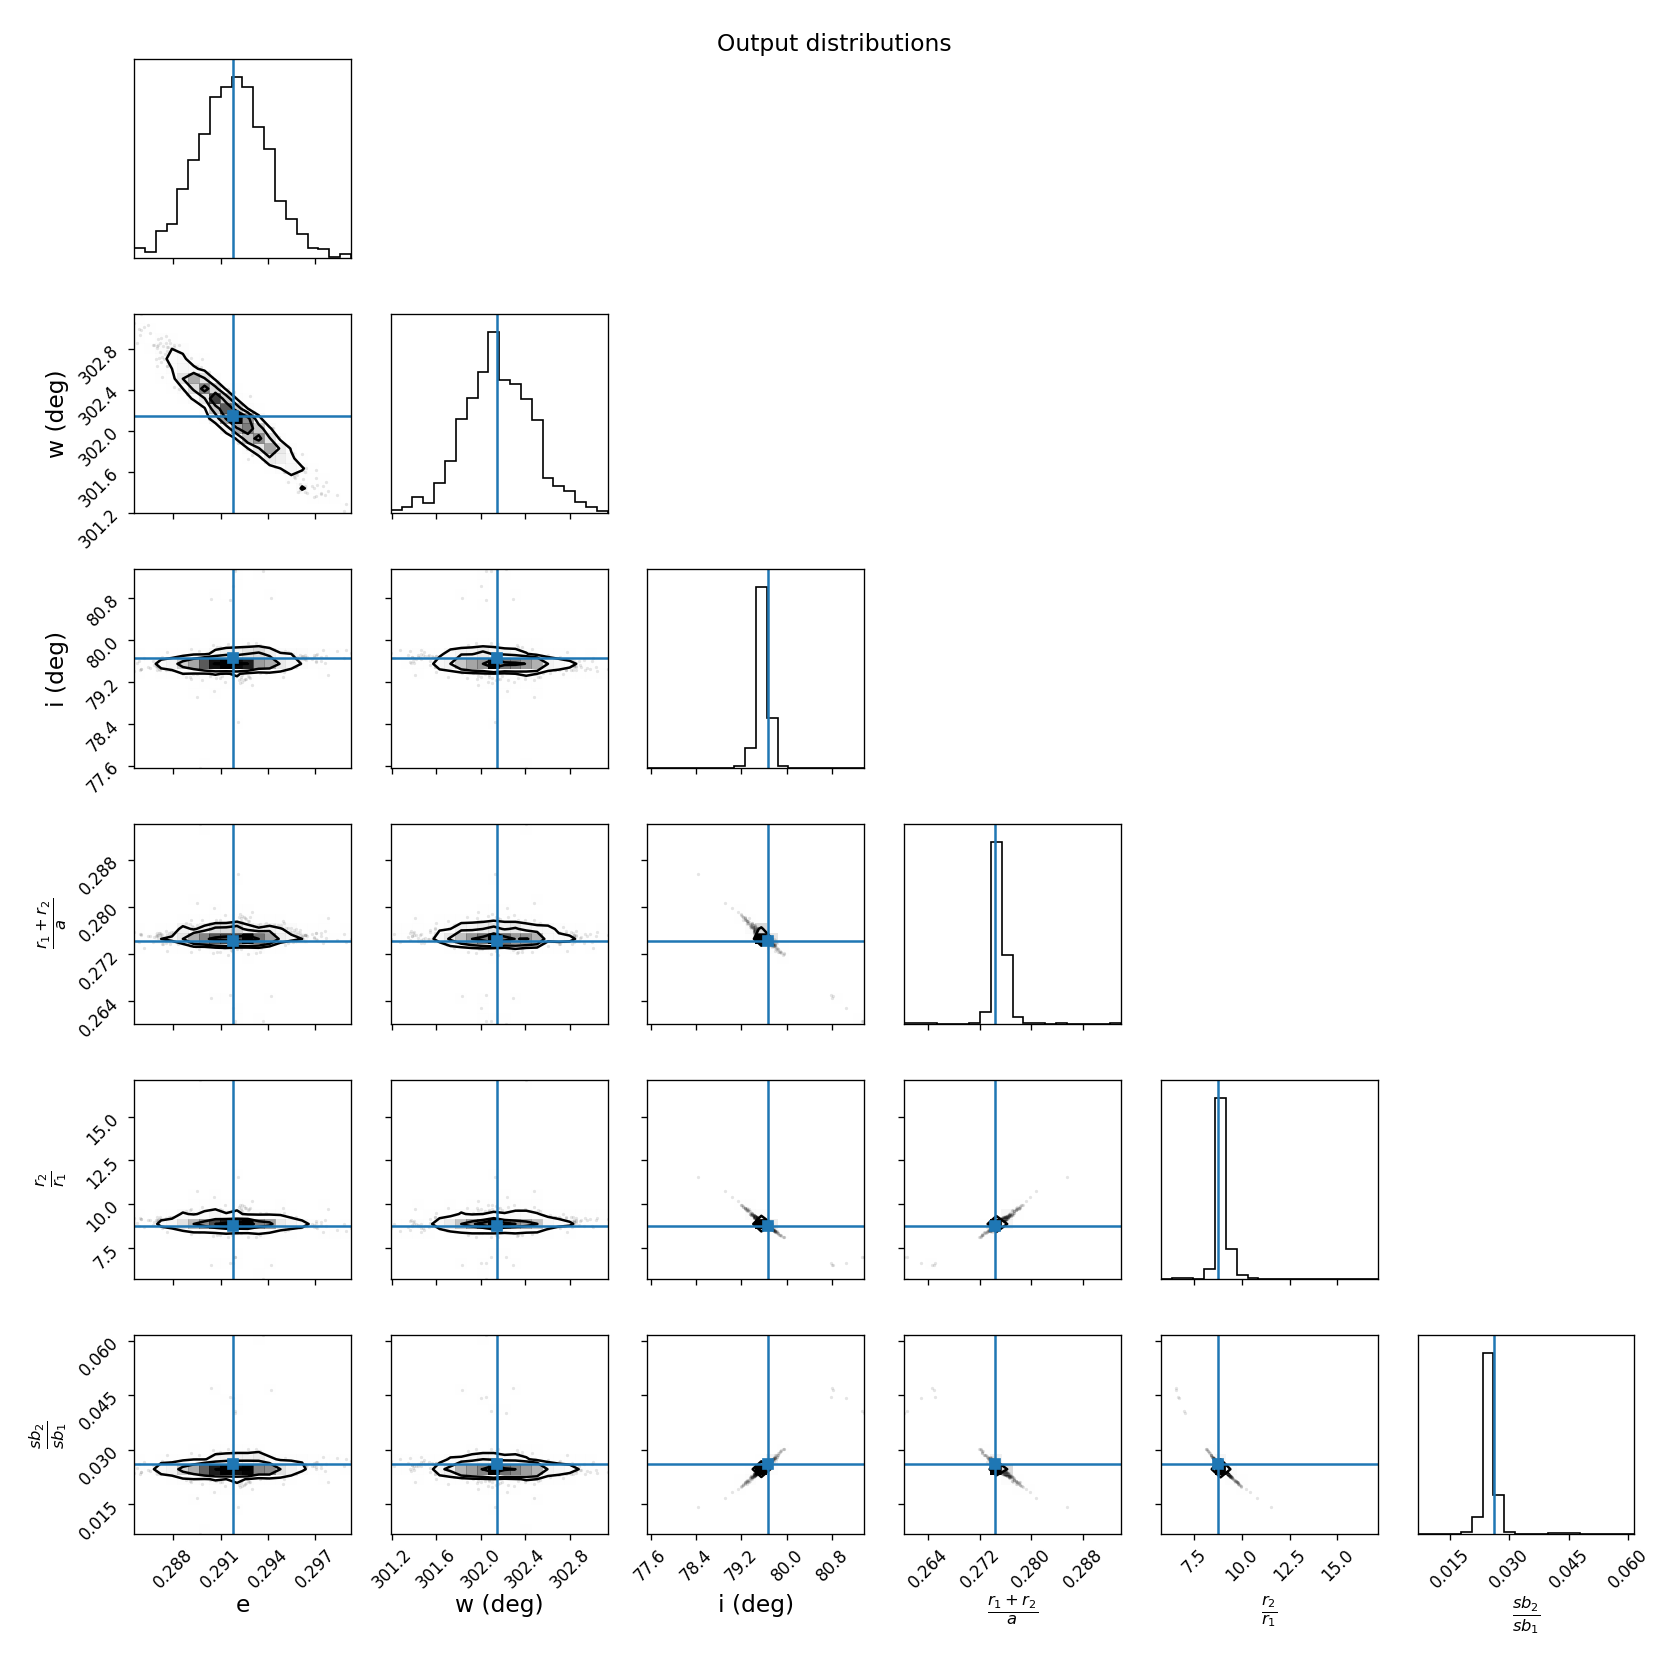 Output distributions
w (deg)
302.8
302.4
302.0
301.6
301.2
i (deg)
80.8
80.0
79.2
78.4
77.6
r₁ + r₂
a
0.288
0.280
0.272
0.264
r₂
r₁
15.0
12.5
10.0
7.5
sb₂
sb₁
0.060
0.045
0.030
0.015
0.288 0.291 0.294 0.297 301.2 301.6 302.0 302.4 302.8 77.6 78.4 79.2 80.0 80.8 0.264 0.272 0.280 0.288 7.5 10.0 12.5 15.0 0.015 0.030 0.045 0.060
e w (deg) i (deg) r₁ + r₂ r₂ sb₂
a r₁ sb₁